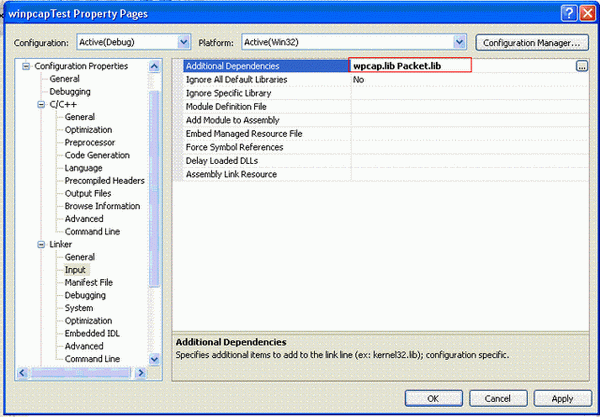 winpcapTest Property Pages
Configuration: Active(Debug) Platform: Active(Win32) Configuration Manager...
Configuration Properties
General
Debugging
C/C++
General
Optimization
Preprocessor
Code Generation
Language
Precompiled Headers
Output Files
Browse Information
Advanced
Command Line
Linker
General
Input
Manifest File
Debugging
System
Optimization
Embedded IDL
Advanced
Command Line
Additional Dependencies wpcap.lib Packet.lib ...
Ignore All Default Libraries No
Ignore Specific Library
Module Definition File
Add Module to Assembly
Embed Managed Resource File
Force Symbol References
Delay Loaded DLLs
Assembly Link Resource
Additional Dependencies
Specifies additional items to add to the link line (ex: kernel32.lib); configuration specific.
OK Cancel Apply